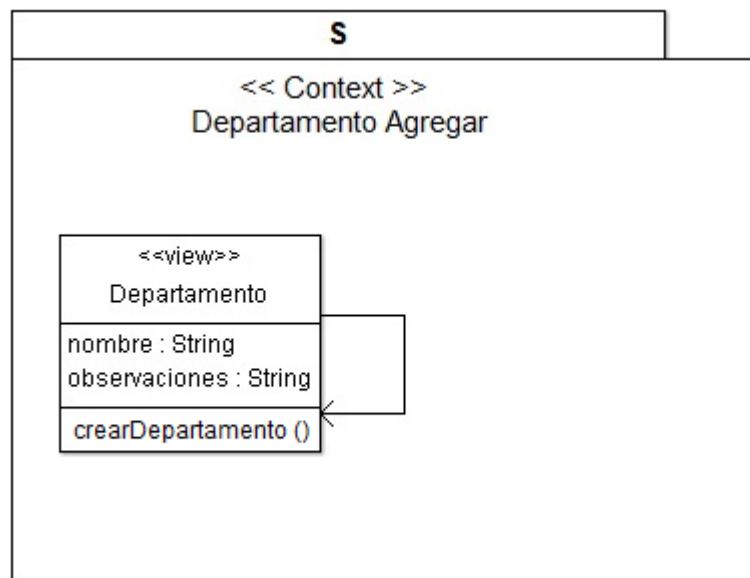 S
<< Context >>
Departamento Agregar
<<view>>
Departamento
nombre : String
observaciones : String
crearDepartamento ()